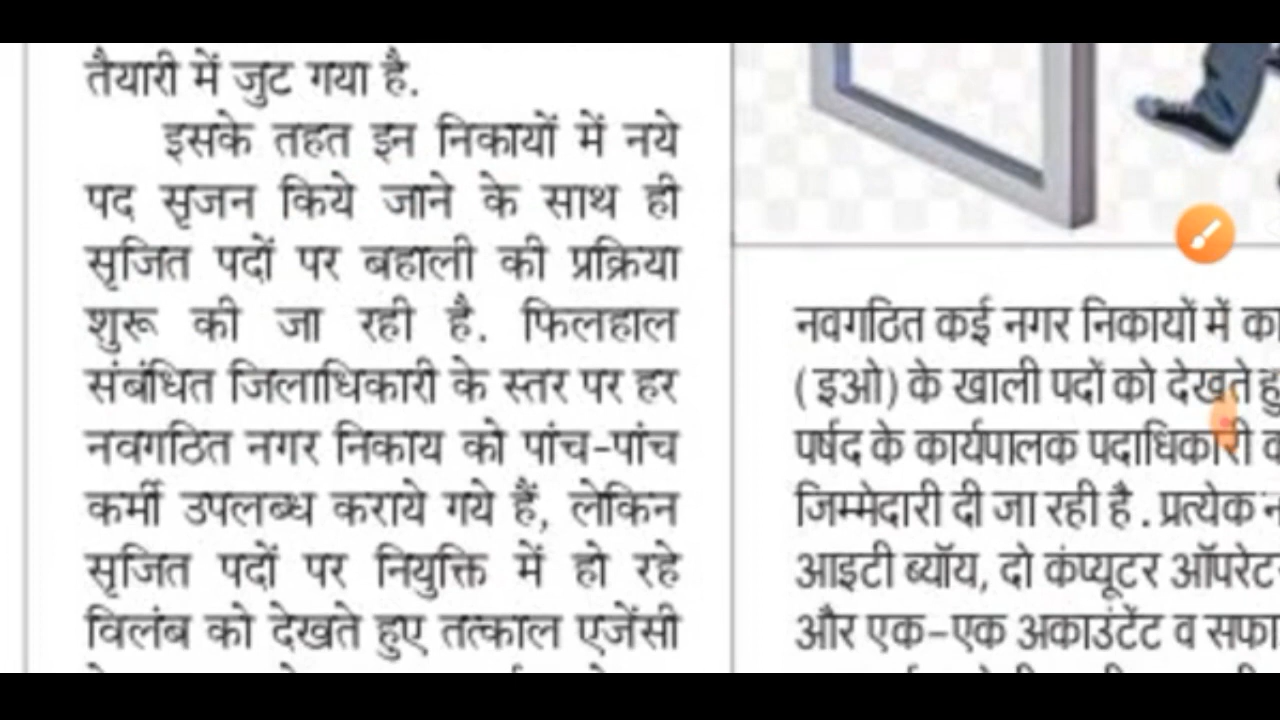 तैयारी में जुट गया है.
इसके तहत इन निकायों में नये
पद सृजन किये जाने के साथ ही
सृजित पदों पर बहाली की प्रक्रिया
शुरू की जा रही है. फिलहाल
संबंधित जिलाधिकारी के स्तर पर हर
नवगठित नगर निकाय को पांच-पांच
कर्मी उपलब्ध कराये गये हैं, लेकिन
सृजित पदों पर नियुक्ति में हो रहे
विलंब को देखते हुए तत्काल एजेंसी
नवगठित कई नगर निकायों में
(इओ) के खाली पदों को देखते
पर्षद के कार्यपालक पदाधिकारी
जिम्मेदारी दी जा रही है. प्रत्येक
आइटी ब्यॉय, दो कंप्यूटर
और एक-एक अकाउंटेंट व